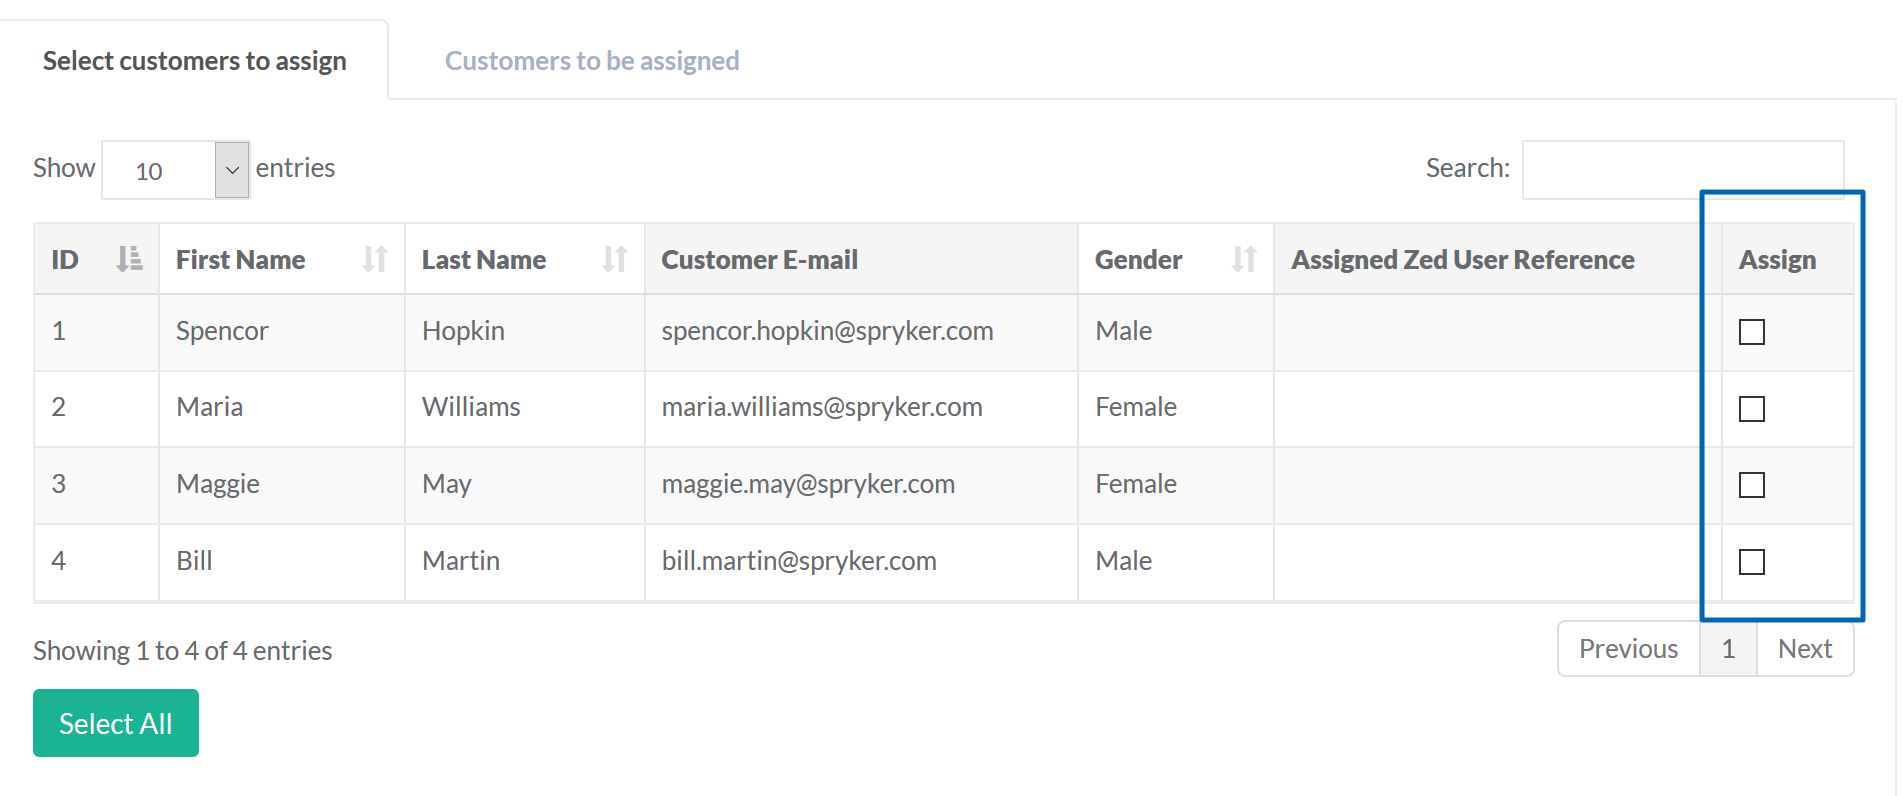 Select customers to assign Customers to be assigned
Show 10 entries Search:
ID First Name Last Name Customer E-mail Gender Assigned Zed User Reference Assign
1 Spencor Hopkin spencor.hopkin@spryker.com Male
2 Maria Williams maria.williams@spryker.com Female
3 Maggie May maggie.may@spryker.com Female
4 Bill Martin bill.martin@spryker.com Male
Showing 1 to 4 of 4 entries Previous 1 Next
Select All